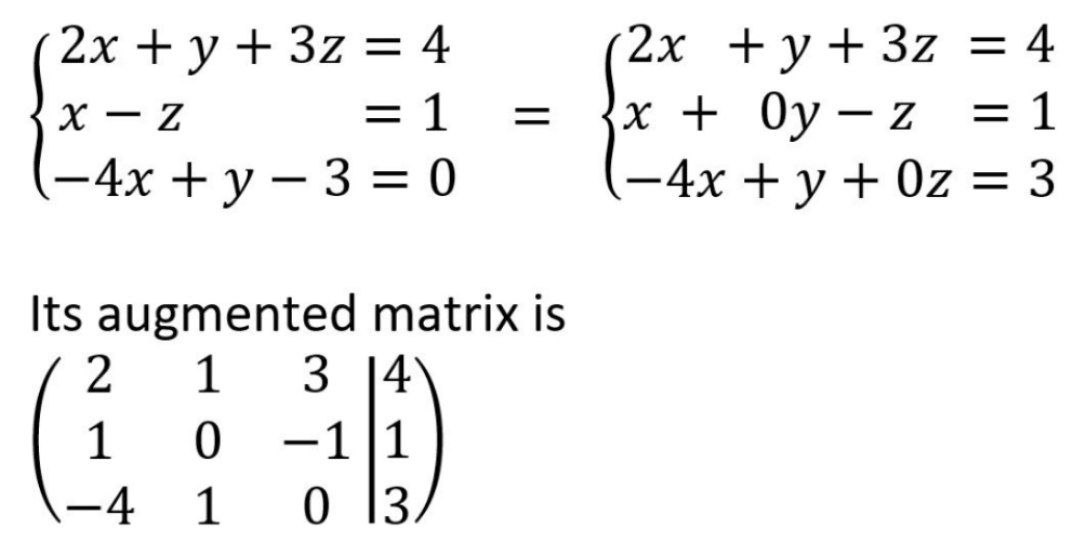 2x + y + 3z = 4
x − z = 1
−4x + y − 3 = 0
=
2x + y + 3z = 4
x + 0y − z = 1
−4x + y + 0z = 3
Its augmented matrix is
2 1 3 | 4
1 0 −1 | 1
−4 1 0 | 3